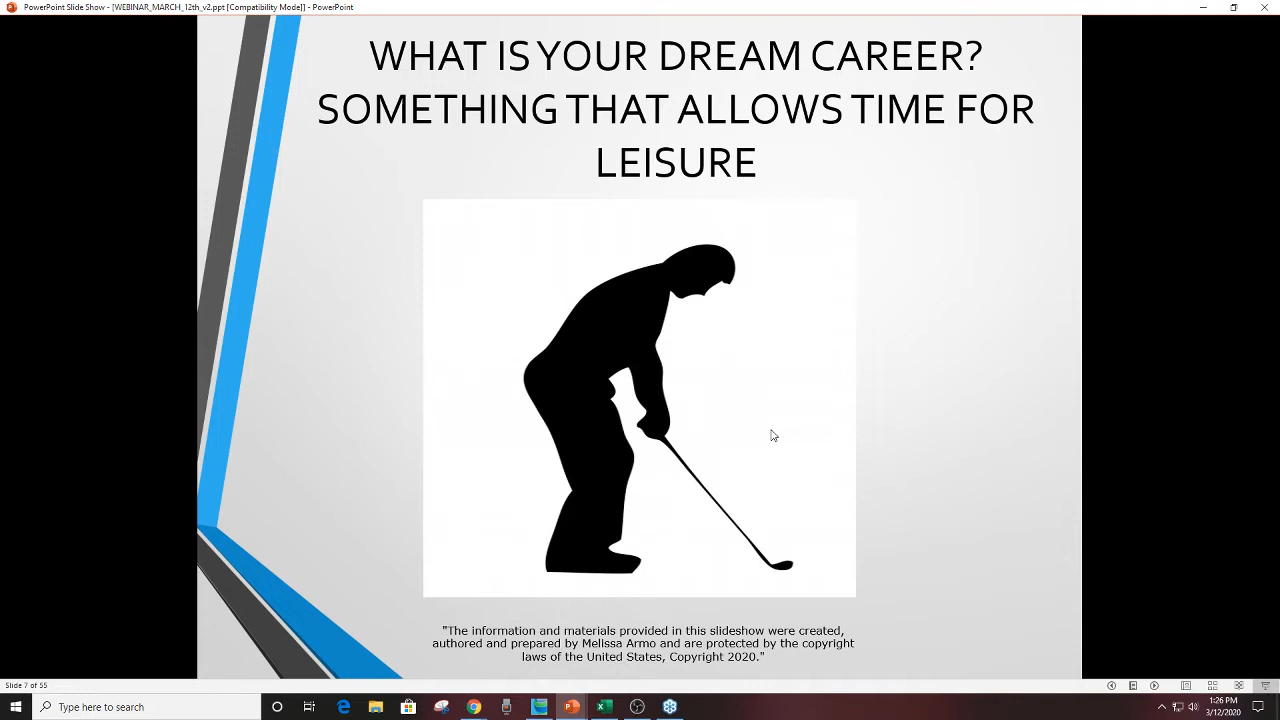 PowerPoint Slide Show - [WEBINAR_MARCH_12th_v2.ppt [Compatibility Mode]] - PowerPoint
WHAT IS YOUR DREAM CAREER?
SOMETHING THAT ALLOWS TIME FOR
LEISURE
"The information and materials provided in this slideshow were created,
authored and prepared by Melissa Armo and are protected by the copyright
laws of the United States, Copyright 2020."
Slide 7 of 55
Type here to search
1:26 PM
3/12/2020